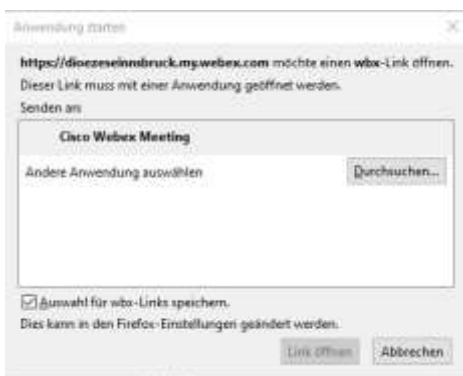 Anwendung starten
https://dioezeseinnsbruck.my.webex.com möchte einen wbx-Link öffnen.
Dieser Link muss mit einer Anwendung geöffnet werden.
Senden an:
Cisco Webex Meeting
Andere Anwendung auswählen
Durchsuchen...
Auswahl für wbx-Links speichern.
Dies kann in den Firefox-Einstellungen geändert werden.
Link öffnen
Abbrechen